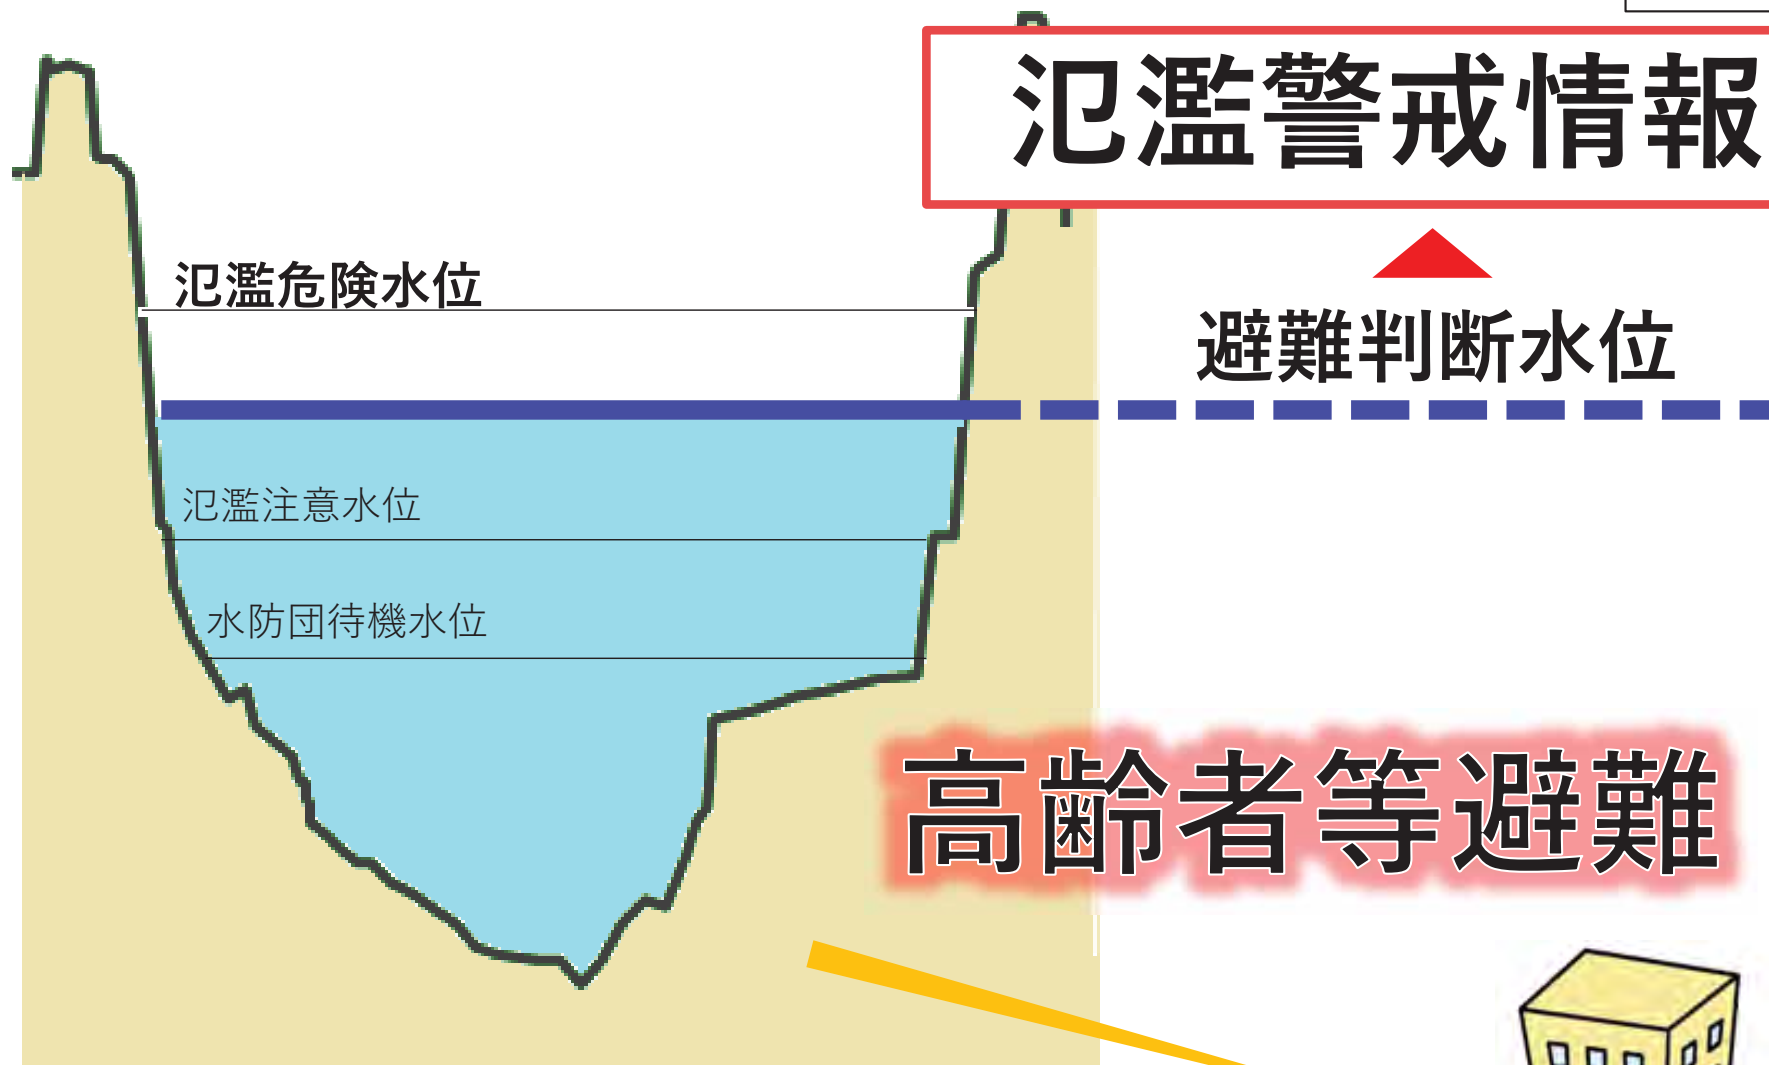 氾濫警戒情報
氾濫危険水位
避難判断水位
氾濫注意水位
水防団待機水位
高齢者等避難